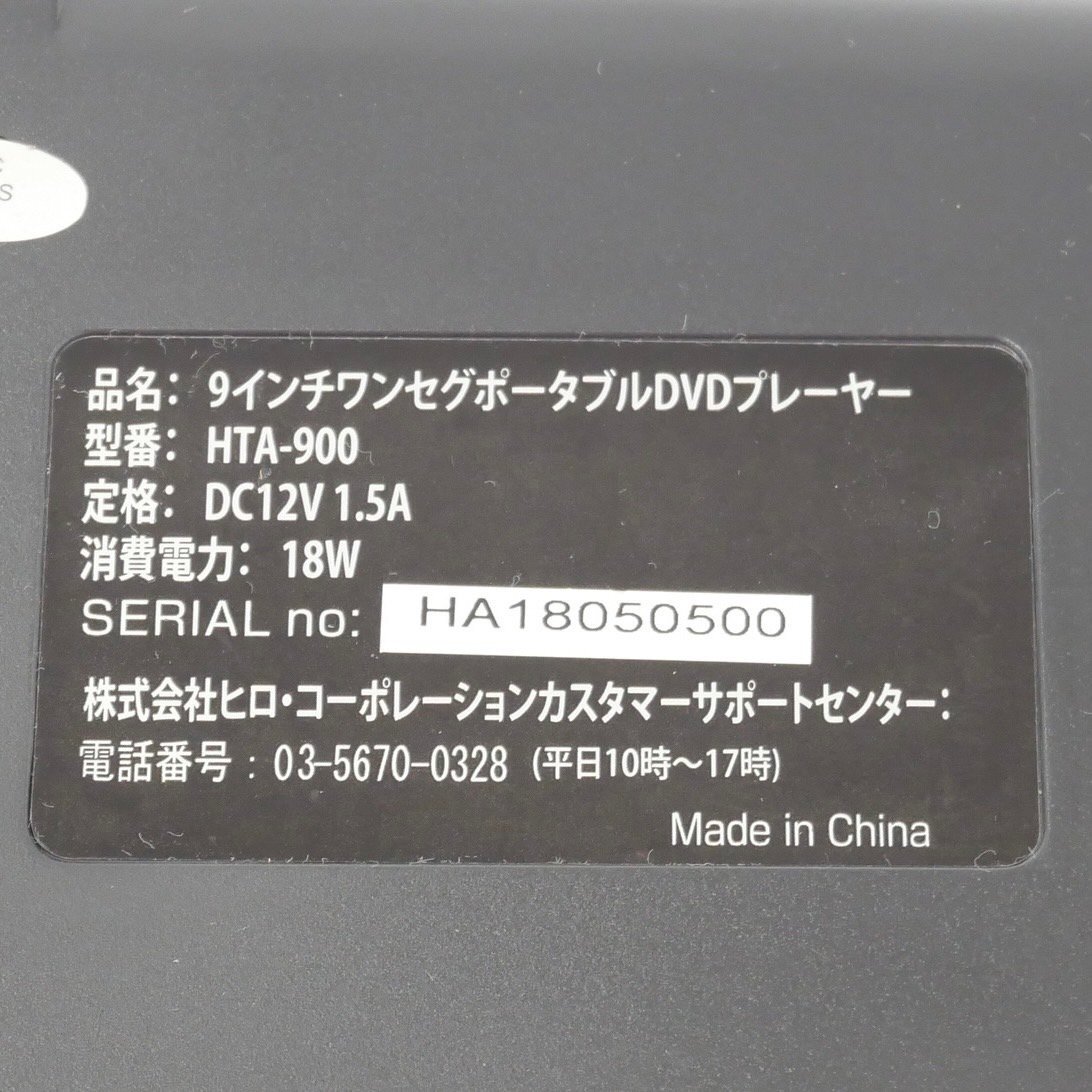 品名： 9インチワンセグポータブルDVDプレーヤー
型番： HTA-900
定格： DC12V 1.5A
消費電力： 18W
SERIAL no: HA18050500
株式会社ヒロ・コーポレーションカスタマーサポートセンター：
電話番号：03-5670-0328 (平日10時～17時)
Made in China